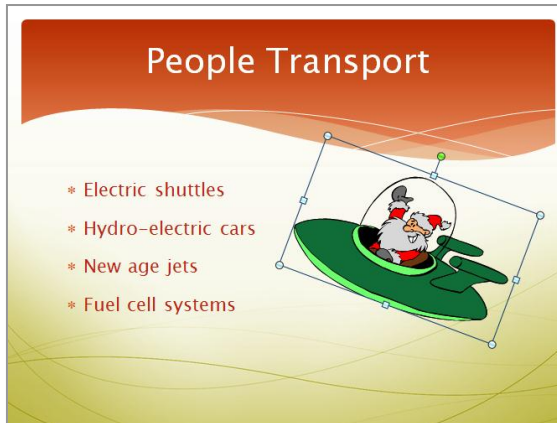 People Transport
* Electric shuttles
* Hydro-electric cars
* New age jets
* Fuel cell systems